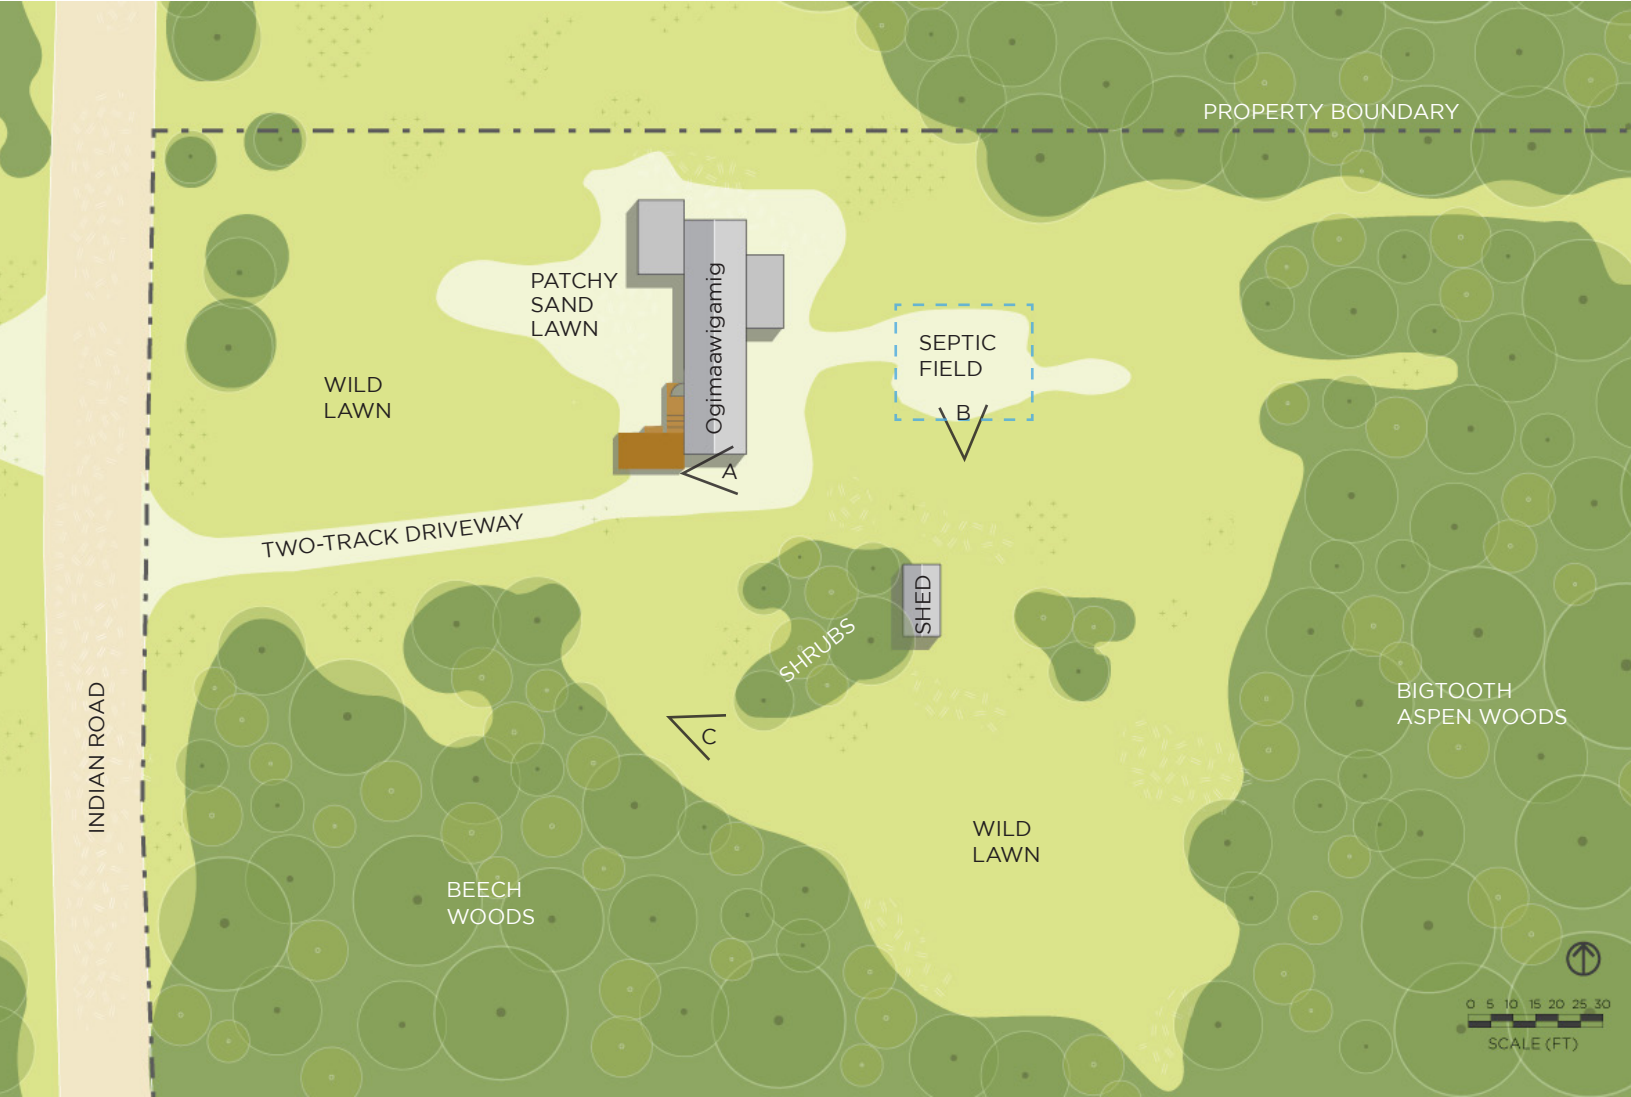 PROPERTY BOUNDARY
PATCHY
SAND
LAWN
Ogimaawigamig
SEPTIC
FIELD
WILD
LAWN
B
A
TWO-TRACK DRIVEWAY
SHED
SHRUBS
INDIAN ROAD
C
BIGTOOTH
ASPEN WOODS
WILD
LAWN
BEECH
WOODS
0 5 10 15 20 25 30
SCALE (FT)